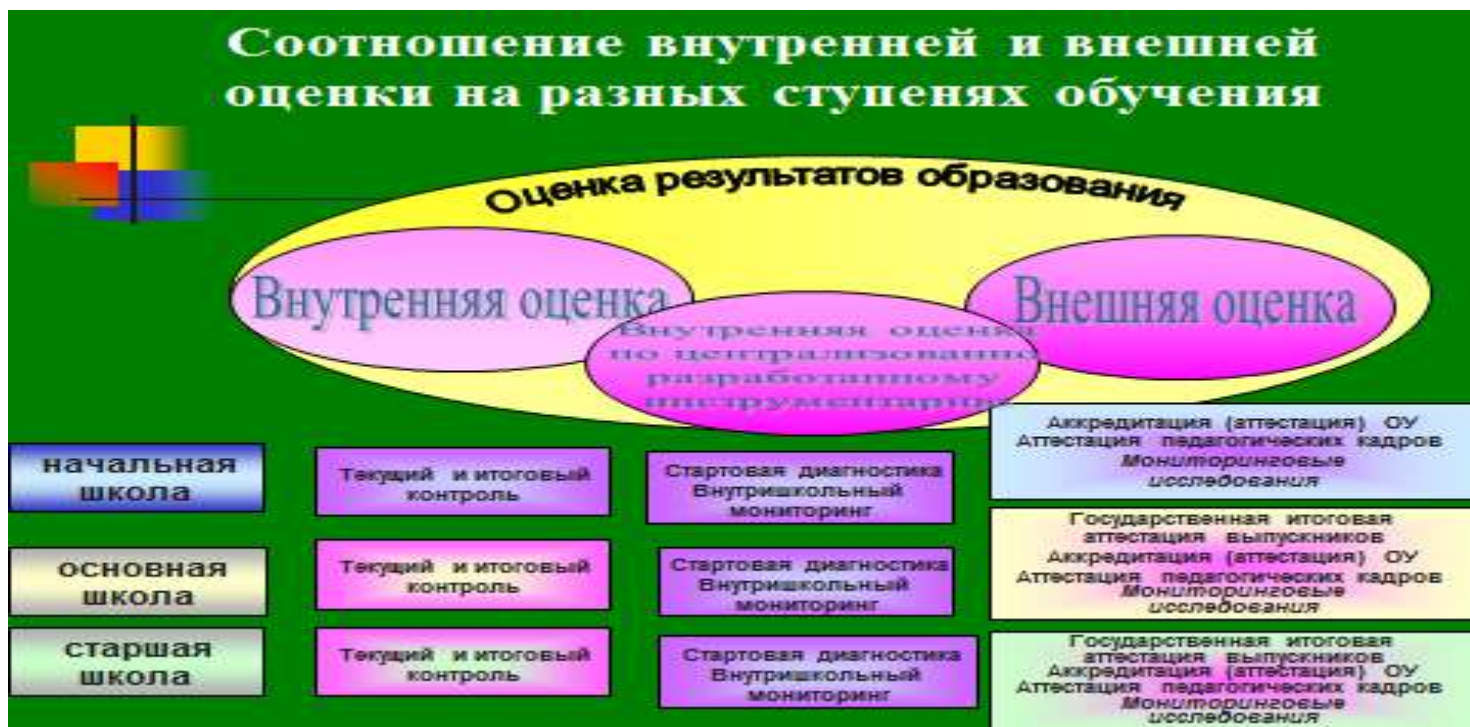 Соотношение внутренней и внешней
оценки на разных ступенях обучения
Оценка результатов образования
Внутренняя оценка
Внешняя оценка
Внутренняя оценка
по централизованно
разработанному
инструментарию
начальная
школа
Текущий и итоговый
контроль
Стартовая диагностика
Внутришкольный
мониторинг
Аккредитация (аттестация) ОУ
Аттестация педагогических кадров
Мониторинговые
исследования
основная
школа
Текущий и итоговый
контроль
Стартовая диагностика
Внутришкольный
мониторинг
Государственная итоговая
аттестация выпускников
Аккредитация (аттестация) ОУ
Аттестация педагогических кадров
Мониторинговые
исследования
старшая
школа
Текущий и итоговый
контроль
Стартовая диагностика
Внутришкольный
мониторинг
Государственная итоговая
аттестация выпускников
Аккредитация (аттестация) ОУ
Аттестация педагогических кадров
Мониторинговые
исследования